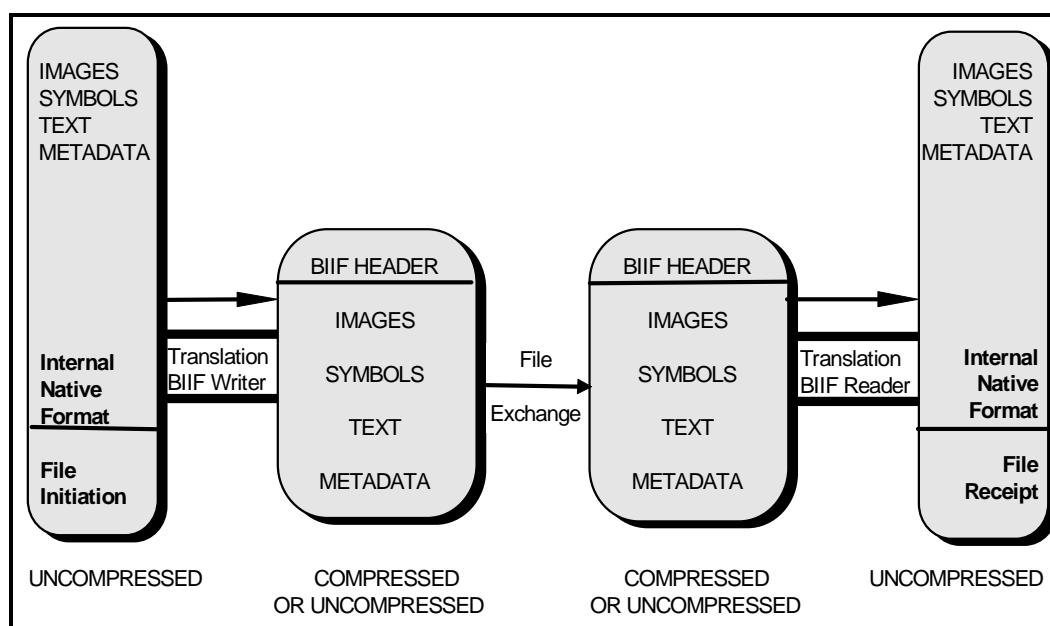 IMAGES
SYMBOLS
TEXT
METADATA
Internal
Native
Format
File
Initiation
UNCOMPRESSED
Translation
BIIF Writer
BIIF HEADER
IMAGES
SYMBOLS
TEXT
METADATA
COMPRESSED
OR UNCOMPRESSED
File
Exchange
BIIF HEADER
IMAGES
SYMBOLS
TEXT
METADATA
COMPRESSED
OR UNCOMPRESSED
Translation
BIIF Reader
IMAGES
SYMBOLS
TEXT
METADATA
Internal
Native
Format
File
Receipt
UNCOMPRESSED